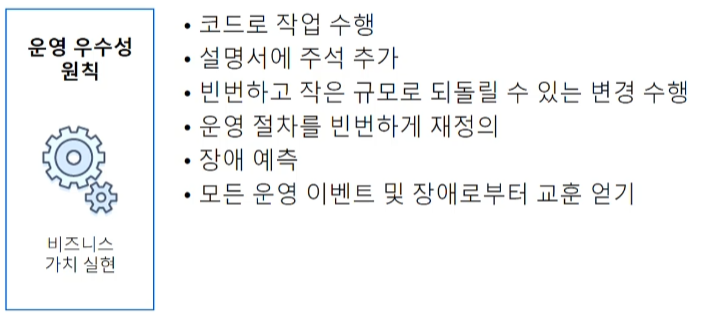 운영 우수성
원칙
비즈니스
가치 실현
• 코드로 작업 수행
• 설명서에 주석 추가
• 빈번하고 작은 규모로 되돌릴 수 있는 변경 수행
• 운영 절차를 빈번하게 재정의
• 장애 예측
• 모든 운영 이벤트 및 장애로부터 교훈 얻기